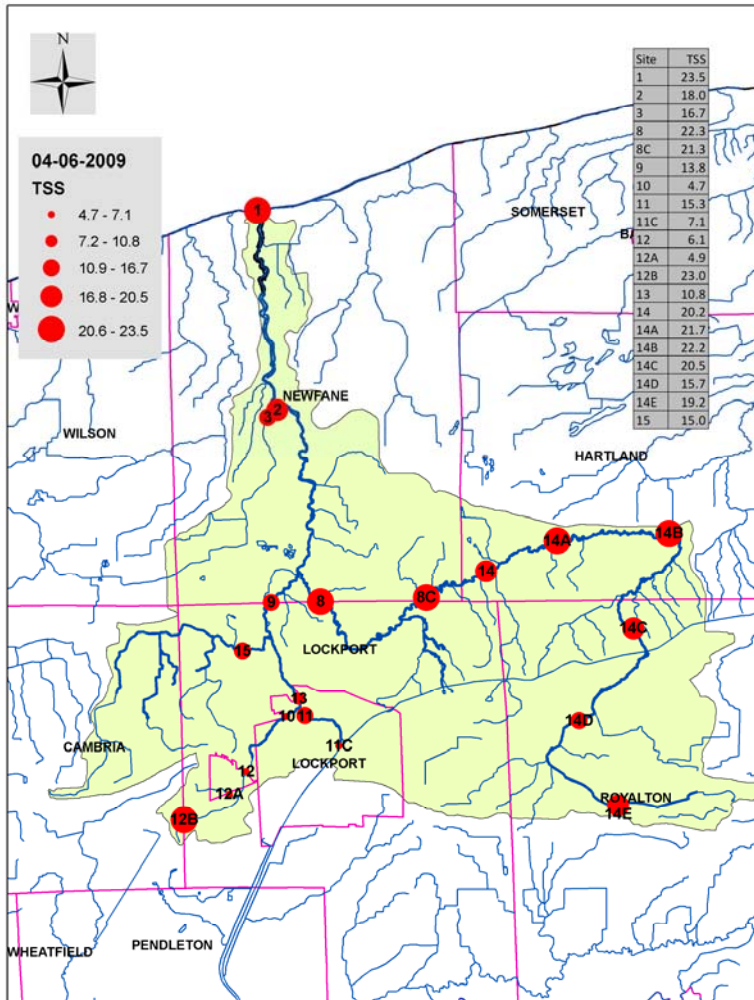 N
04-06-2009
TSS
4.7 - 7.1
7.2 - 10.8
10.9 - 16.7
16.8 - 20.5
20.6 - 23.5
Site TSS
1 23.5
2 18.0
3 16.7
8 22.3
8C 21.3
9 13.8
10 4.7
11 15.3
11C 7.1
12 6.1
12A 4.9
12B 23.0
13 10.8
14 20.2
14A 21.7
14B 22.2
14C 20.5
14D 15.7
14E 19.2
15 15.0
1
SOMERSET
BA
W
NEWFANE
2
3
WILSON
HARTLAND
14B
14A
14
8C
8
9
14C
LOCKPORT
15
13
10 11
14D
11C
CAMBRIA
LOCKPORT
12
12A
ROYALTON
14E
12B
WHEATFIELD
PENDLETON